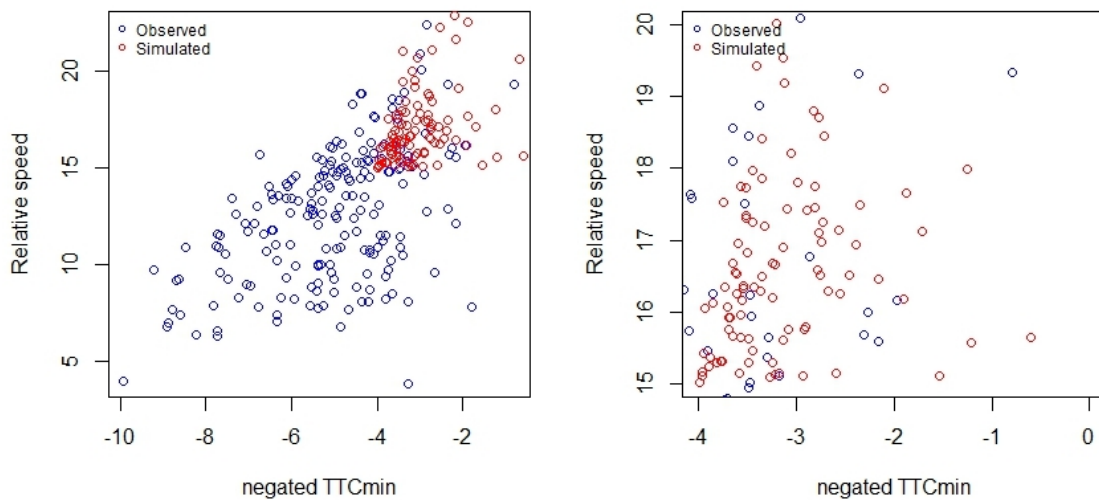 Observed
Simulated
Relative speed
20
15
10
5
-10 -8 -6 -4 -2
negated TTCmin
Observed
Simulated
Relative speed
20
19
18
17
16
15
-4 -3 -2 -1 0
negated TTCmin